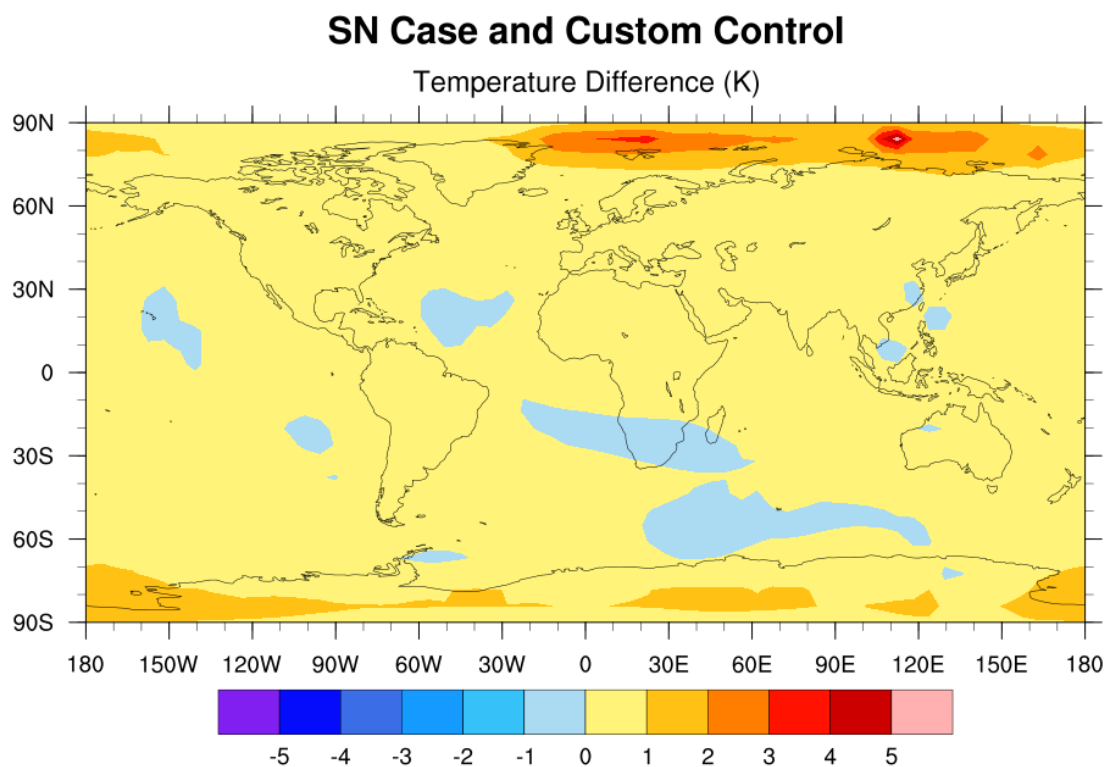 SN Case and Custom Control
Temperature Difference (K)
90N
60N
30N
0
30S
60S
90S
180 150W 120W 90W 60W 30W 0 30E 60E 90E 120E 150E 180
-5 -4 -3 -2 -1 0 1 2 3 4 5